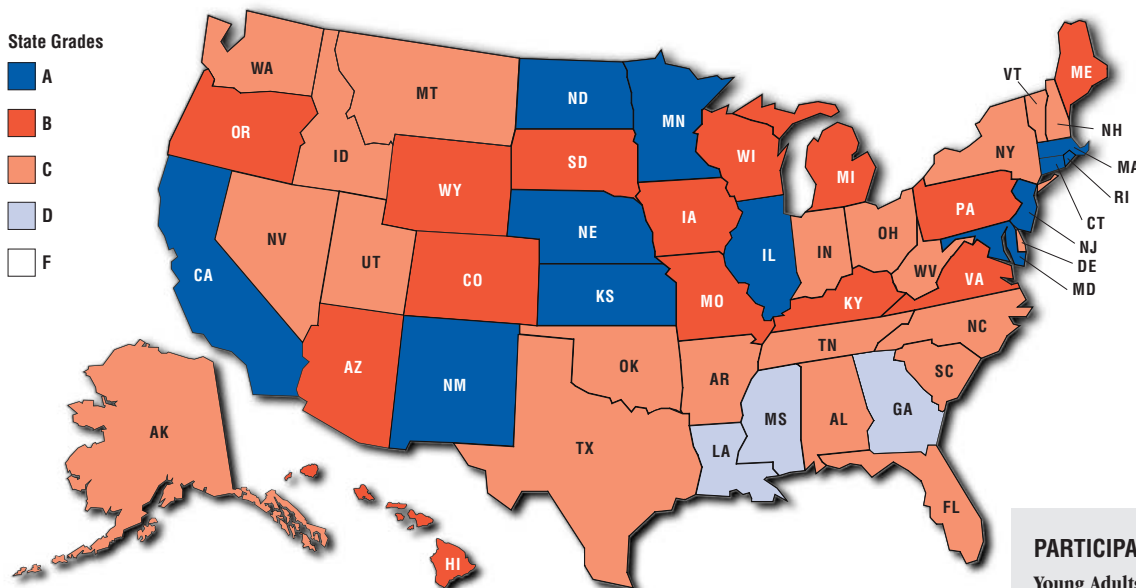 State Grades
A
B
C
D
F
WA
MT
ND
MN
OR
ID
SD
WI
MI
WY
NV
UT
CO
NE
IA
IL
IN
OH
CA
KS
MO
KY
WV
VA
PA
NY
VT
ME
NH
MA
RI
CT
NJ
DE
MD
AZ
NM
OK
AR
TN
NC
SC
TX
LA
MS
AL
GA
FL
AK
HI
PARTICIPA
Young Adults